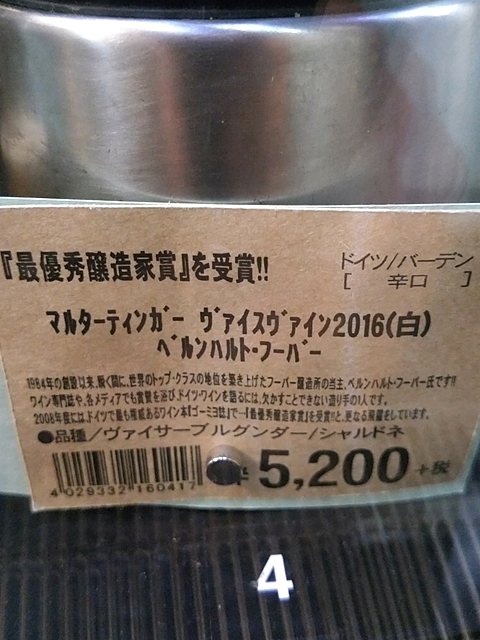 『最優秀醸造家賞』を受賞!!
ドイツ/バーデン
[ 辛口 ]
マルターティンガー ヴァイスヴァイン2016(白)
ベルンハルト・フーバー
1984年の創設以来、瞬く間に、世界のトップ・クラスの地位を築き上げたフーバー醸造所の当主、ベルンハルト・フーバー氏です!!
ワイン専門誌や、各メディアでも賞賛を浴び、ドイツ・ワインを語るには、欠かすことできない造り手の1人です。
2008年度には、ドイツで最も権威あるワイン本『ゴーミヨ誌』で『最優秀醸造家賞』を受賞!!と、更なる飛躍をしています。
●品種/ヴァイサーブルグンダー/シャルドネ
5,200 +税
4 029332 160417
4